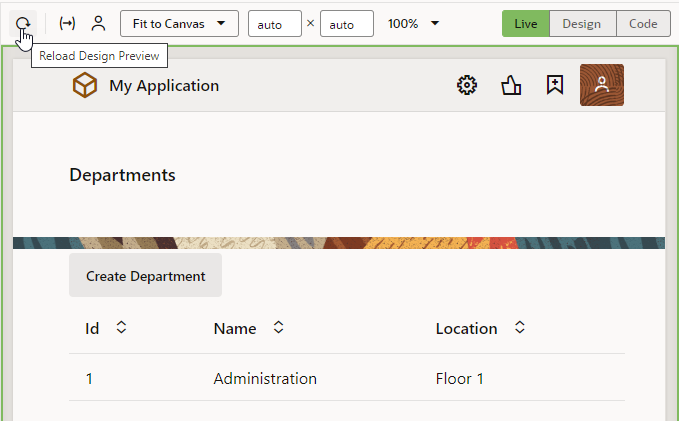 Fit to Canvas auto × auto 100% Live Design Code
Reload Design Preview
My Application
Departments
Create Department
Id Name Location
1 Administration Floor 1